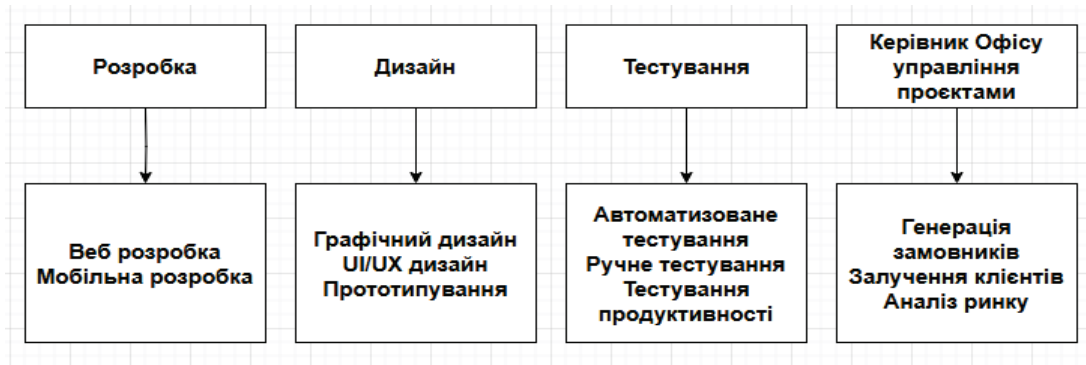 Розробка
Дизайн
Тестування
Керівник Офісу
управління
проєктами
Веб розробка
Мобільна розробка
Графічний дизайн
UI/UX дизайн
Прототипування
Автоматизоване
тестування
Ручне тестування
Тестування
продуктивності
Генерація
замовників
Залучення клієнтів
Аналіз ринку